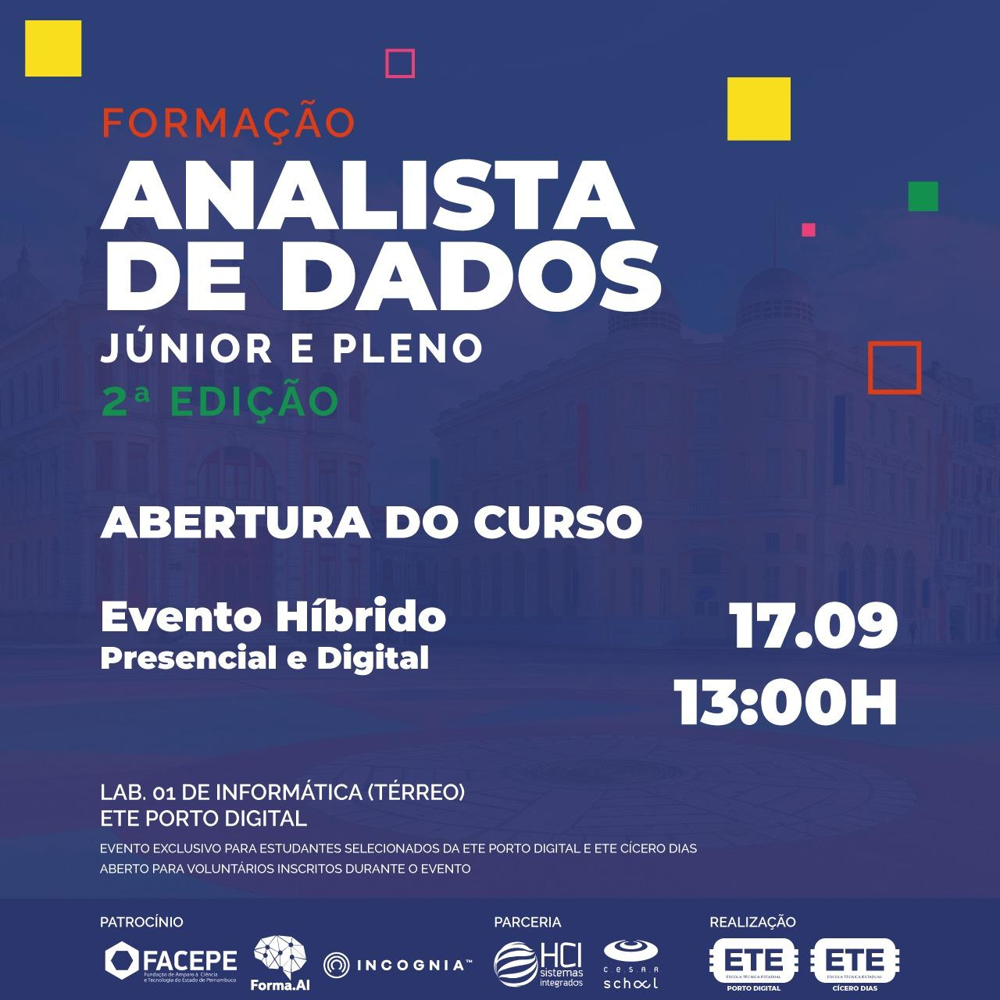 FORMAÇÃO
ANALISTA
DE DADOS
JÚNIOR E PLENO
2ª EDIÇÃO
ABERTURA DO CURSO
Evento Híbrido
Presencial e Digital
17.09
13:00H
LAB. 01 DE INFORMÁTICA (TÉRREO)
ETE PORTO DIGITAL
EVENTO EXCLUSIVO PARA ESTUDANTES SELECIONADOS DA ETE PORTO DIGITAL E ETE CÍCERO DIAS
ABERTO PARA VOLUNTÁRIOS INSCRITOS DURANTE O EVENTO
PATROCÍNIO
FACEPE
Fundação de Amparo à Ciência
e Tecnologia do Estado de Pernambuco
Forma.AI
INCOGNIA™
PARCERIA
HCI
sistemas
integrados
C.E.S.A.R
school
REALIZAÇÃO
ETE
ESCOLA TÉCNICA ESTADUAL
PORTO DIGITAL
ETE
ESCOLA TÉCNICA ESTADUAL
CÍCERO DIAS